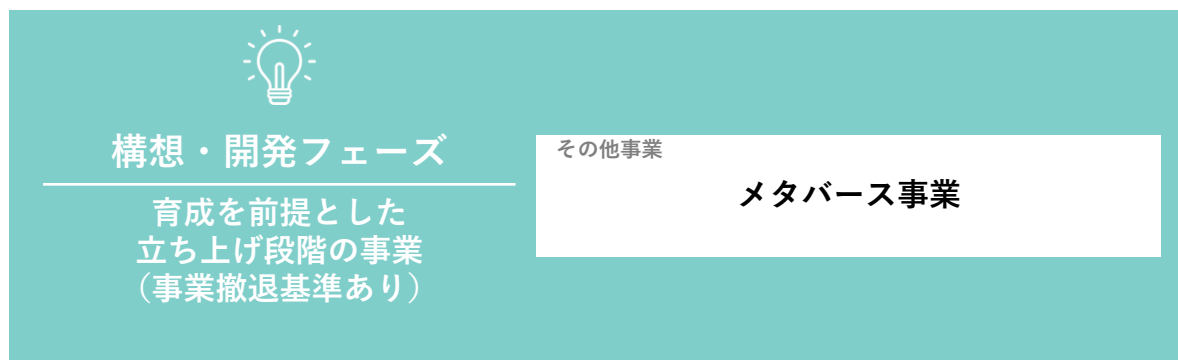 構想・開発フェーズ
育成を前提とした
立ち上げ段階の事業
（事業撤退基準あり）
その他事業
メタバース事業